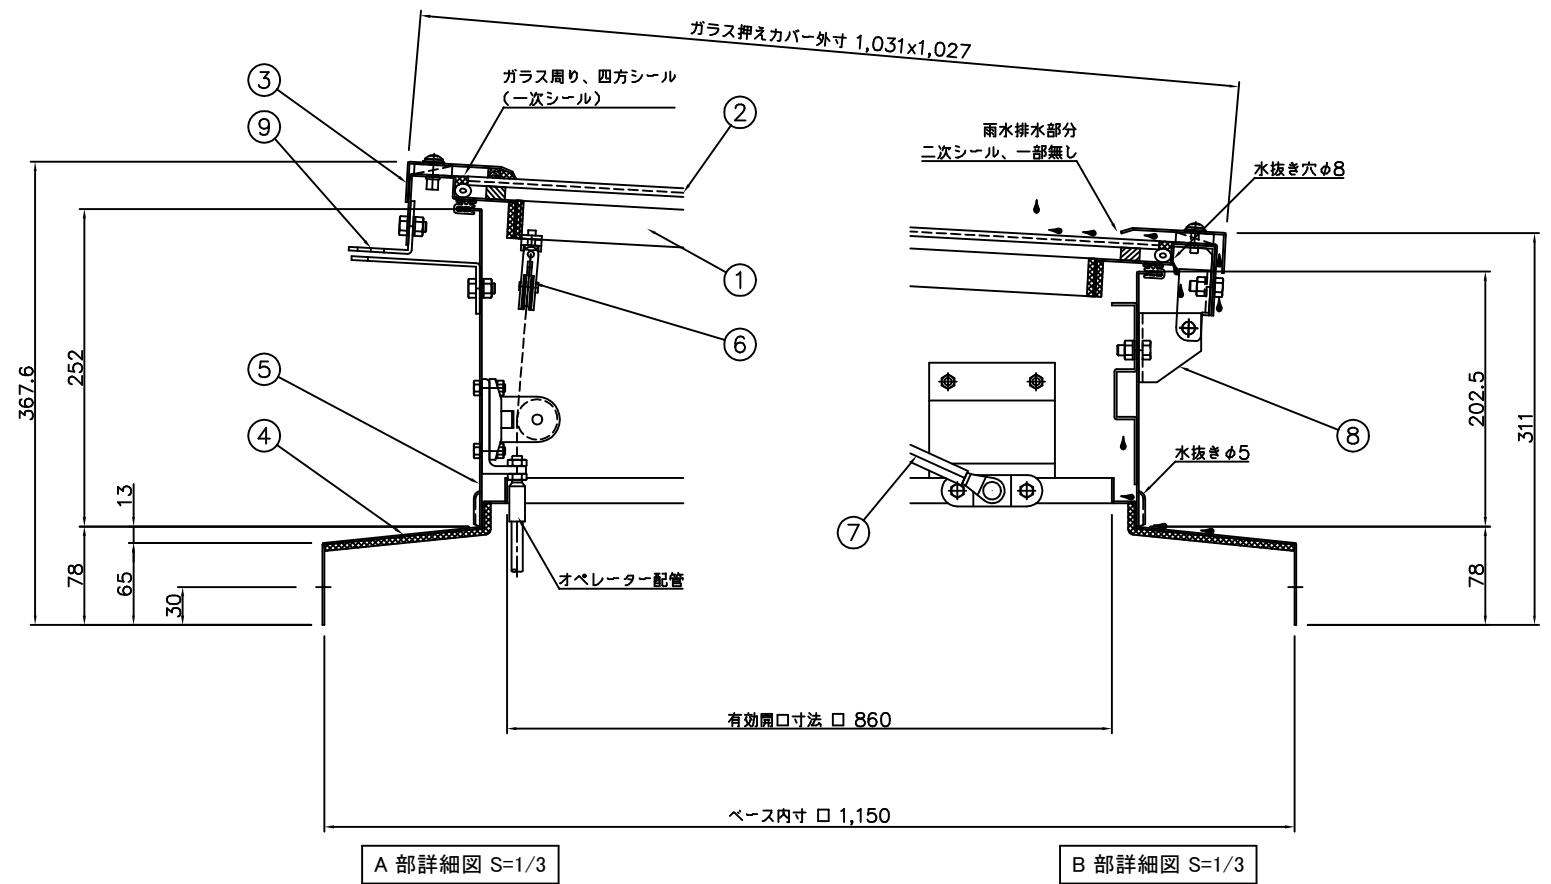 ガラス押えカバー外寸 1,031x1,027
ガラス周り、四方シール
(一次シール)
雨水排水部分
二次シール、一部無し
水抜き穴φ8
水抜きφ5
オペレーター配管
3
9
2
1
6
5
4
7
8
367.6
252
13
78
65
30
202.5
311
78
有効開口寸法 □ 860
ベース内寸 □ 1,150
A 部詳細図 S=1/3
B 部詳細図 S=1/3